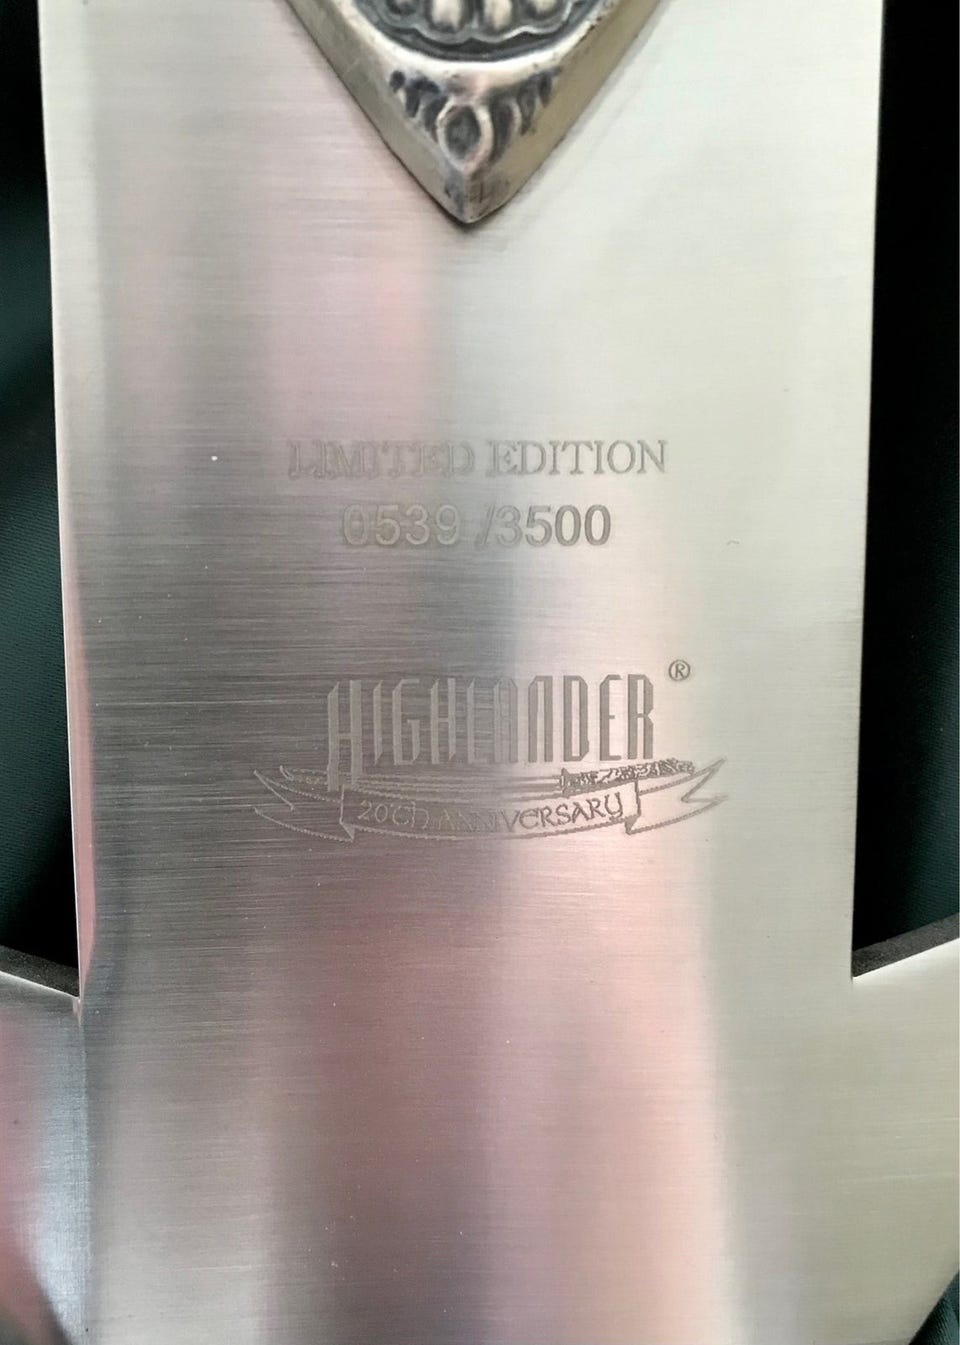 LIMITED EDITION
0539 /3500
HIGHLANDER ®
20th ANNIVERSARY